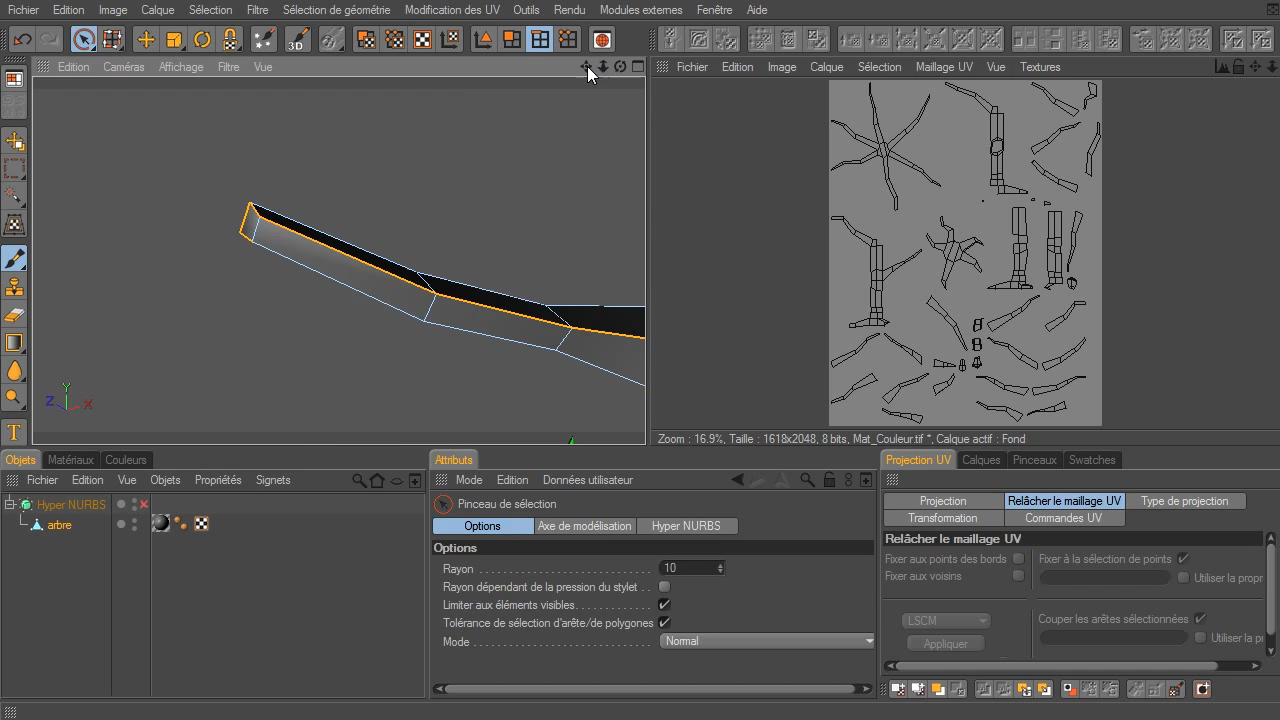 Fichier Edition Image Calque Sélection Filtre Sélection de géométrie Modification des UV Outils Rendu Modules externes Fenêtre Aide
3D
Edition Caméras Affichage Filtre Vue
Fichier Edition Image Calque Sélection Maillage UV Vue Textures
Y
Z X
T
Zoom : 16.9%, Taille : 1618x2048, 8 bits, Mat_Couleur.tif *, Calque actif : Fond
Objets Matériaux Couleurs
Fichier Edition Vue Objets Propriétés Signets
Hyper NURBS
arbre
Attributs
Mode Edition Données utilisateur
Pinceau de sélection
Options Axe de modélisation Hyper NURBS
Options
Rayon 10
Rayon dépendant de la pression du stylet
Limiter aux éléments visibles
Tolérance de sélection d'arête/de polygones
Mode Normal
Projection UV Calques Pinceaux Swatches
Projection Relâcher le maillage UV Type de projection
Transformation Commandes UV
Relâcher le maillage UV
Fixer aux points des bords Fixer à la sélection de points
Fixer aux voisins Utiliser la propr
LSCM Couper les arêtes sélectionnées
Appliquer Utiliser la p